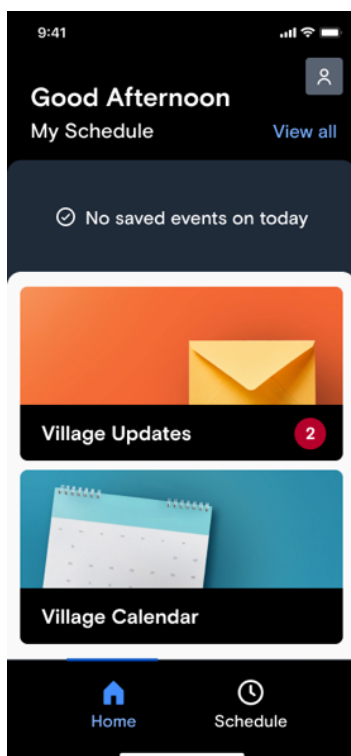 9:41
Good Afternoon
My Schedule
View all
No saved events on today
Village Updates
2
Village Calendar
Home
Schedule